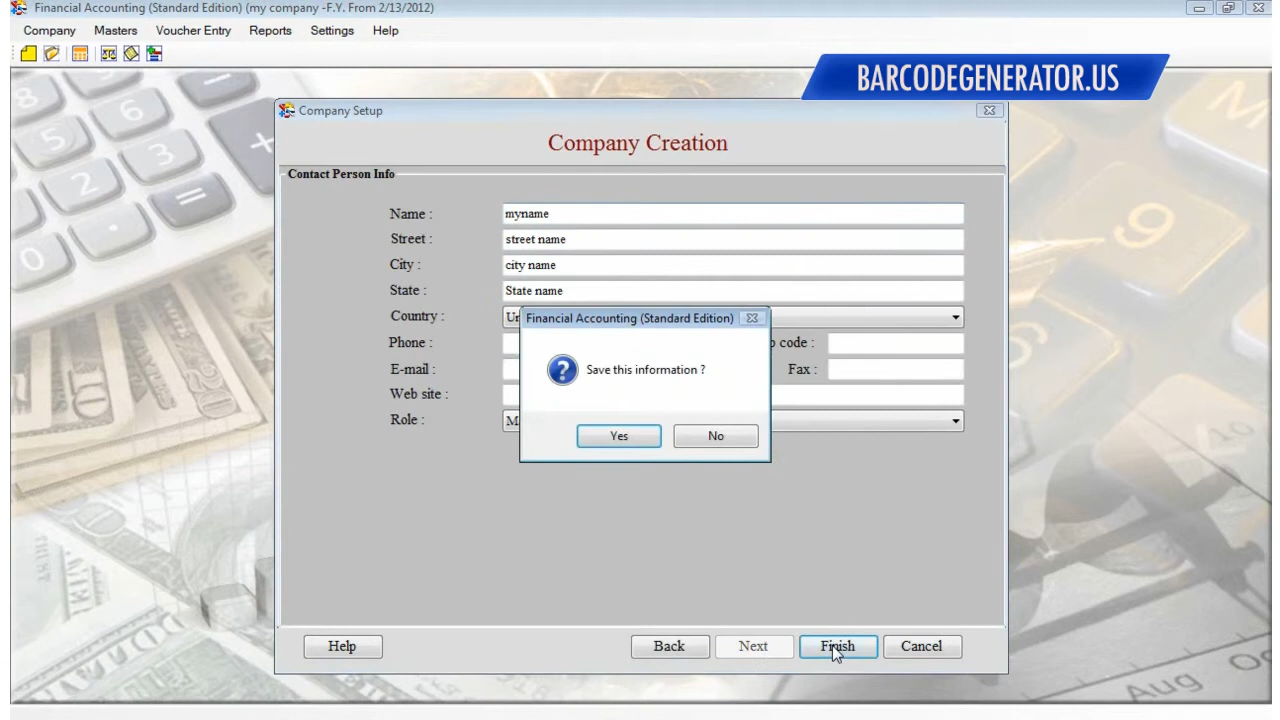 Financial Accounting (Standard Edition) (my company -F.Y. From 2/13/2012)
Company Masters Voucher Entry Reports Settings Help
BARCODEGENERATOR.US
Company Setup
Company Creation
Contact Person Info
Name : myname
Street : street name
City : city name
State : State name
Country :
Financial Accounting (Standard Edition)
Phone : code :
Save this information ?
E-mail : Fax :
Web site :
Role :
Yes No
Help Back Next Finish Cancel